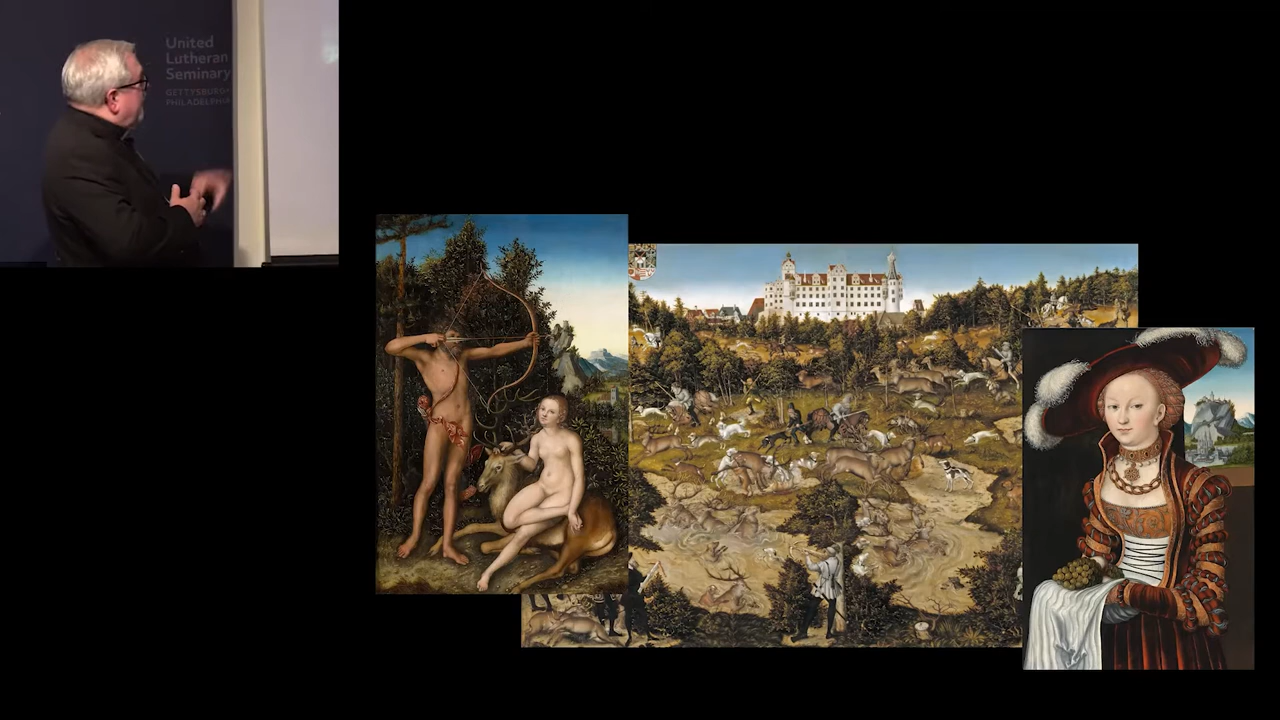 United
Lutheran
Seminary
GETTYSBURG
PHILADELPHIA